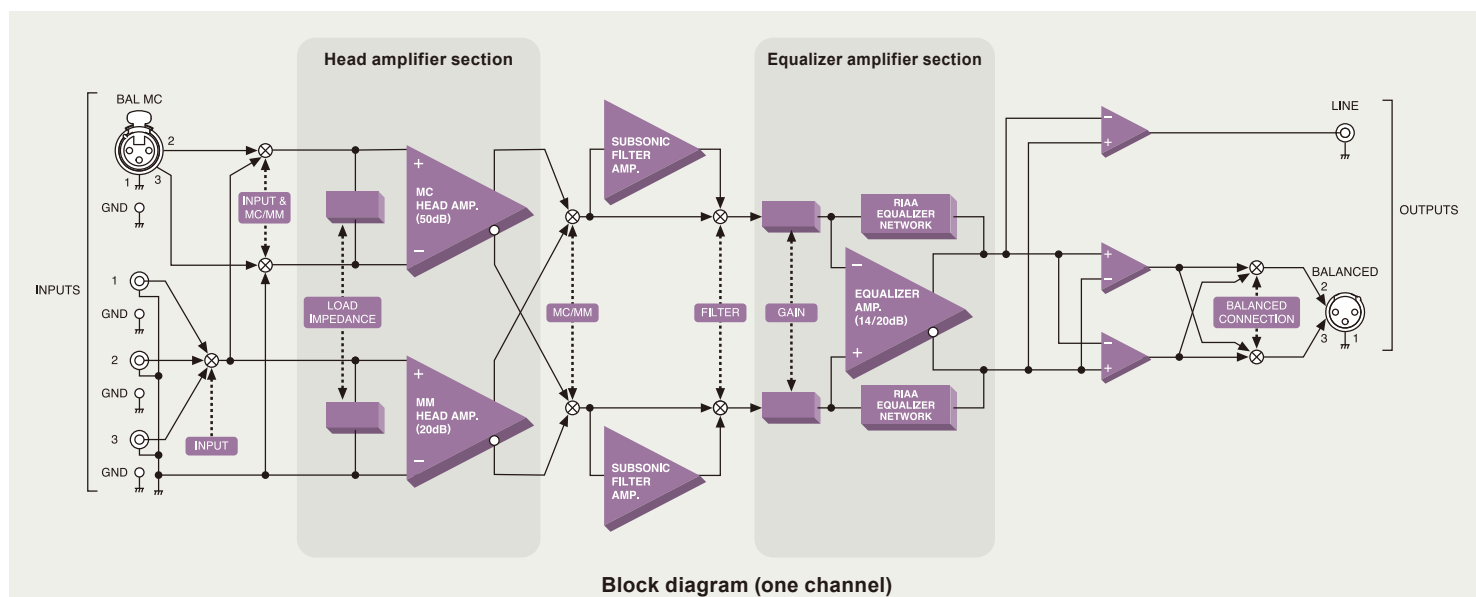 Head amplifier section
Equalizer amplifier section
BAL MC
2
1
3
GND
INPUTS
1
GND
2
GND
3
GND
INPUT &
MC/MM
INPUT
LOAD
IMPEDANCE
+
MC
HEAD AMP.
(50dB)
−
+
MM
HEAD AMP.
(20dB)
−
SUBSONIC
FILTER
AMP.
MC/MM
FILTER
SUBSONIC
FILTER
AMP.
GAIN
RIAA
EQUALIZER
NETWORK
−
EQUALIZER
AMP.
(14/20dB)
+
RIAA
EQUALIZER
NETWORK
−
+
+
−
−
+
LINE
OUTPUTS
BALANCED
2
3
1
BALANCED
CONNECTION
Block diagram (one channel)